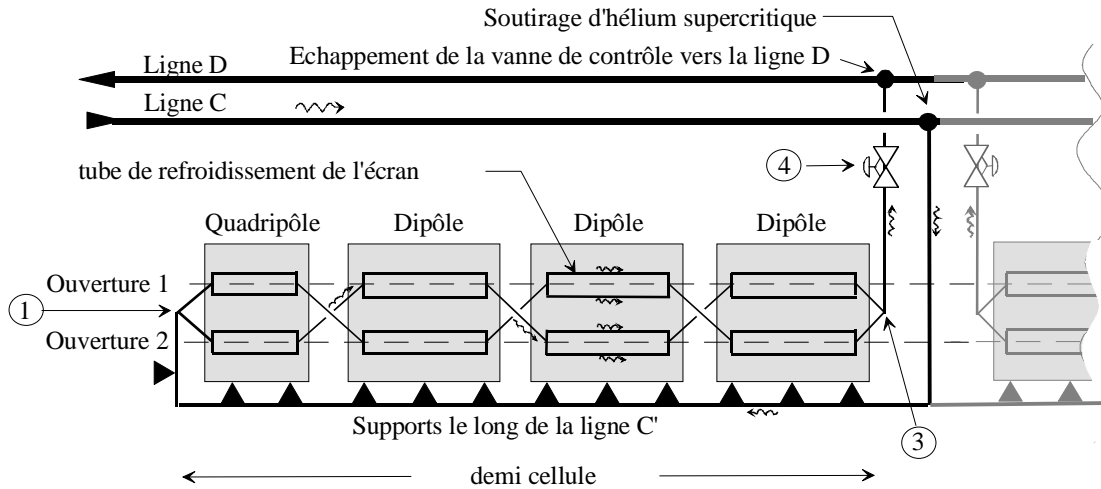 Soutirage d'hélium supercritique
Echappement de la vanne de contrôle vers la ligne D
Ligne D
Ligne C
tube de refroidissement de l'écran
4
Quadripôle
Dipôle
Dipôle
Dipôle
Ouverture 1
1
Ouverture 2
Supports le long de la ligne C'
3
demi cellule